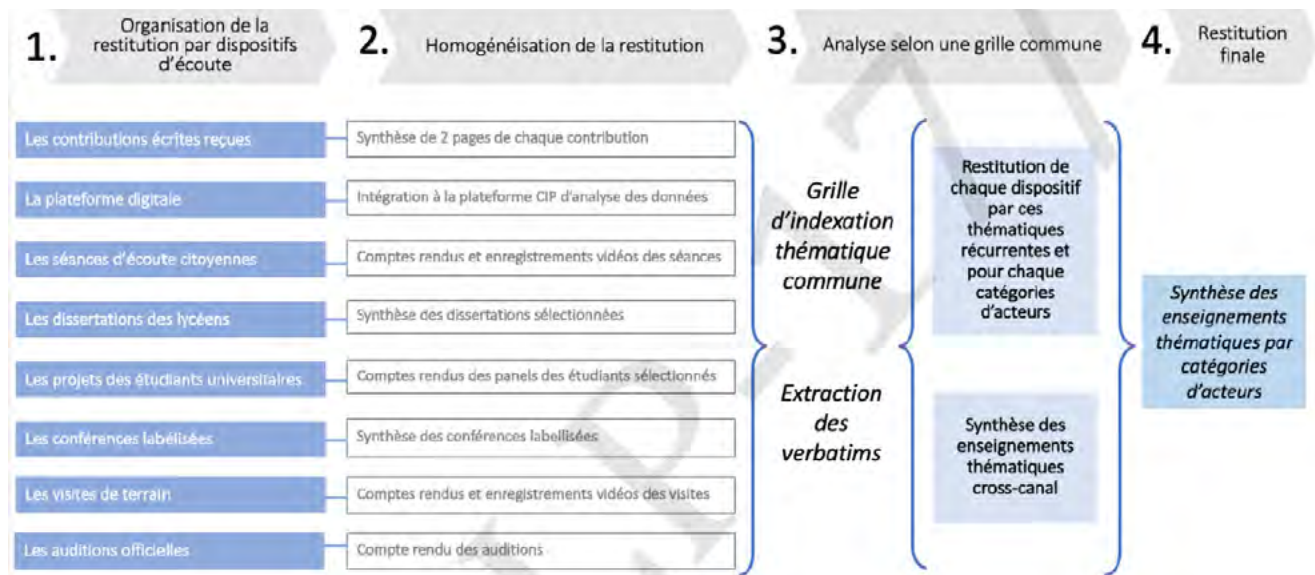 1.
Organisation de la
restitution par dispositifs
d'écoute
2.
Homogénéisation de la restitution
3.
Analyse selon une grille commune
4.
Restitution
finale
Les contributions écrites reçues
Synthèse de 2 pages de chaque contribution
La plateforme digitale
Intégration à la plateforme CIP d'analyse des données
Les séances d'écoute citoyennes
Comptes rendus et enregistrements vidéos des séances
Les dissertations des lycéens
Synthèse des dissertations sélectionnées
Les projets des étudiants universitaires
Comptes rendus des panels des étudiants sélectionnés
Les conférences labélisées
Synthèse des conférences labellisées
Les visites de terrain
Comptes rendus et enregistrements vidéos des visites
Les auditions officielles
Compte rendu des auditions
Grille
d'indexation
thématique
commune
Extraction
des
verbatims
Restitution de
chaque dispositif
par ces
thématiques
récurrentes et
pour chaque
catégories
d'acteurs
Synthèse des
enseignements
thématiques
cross-canal
Synthèse des
enseignements
thématiques par
catégories
d'acteurs